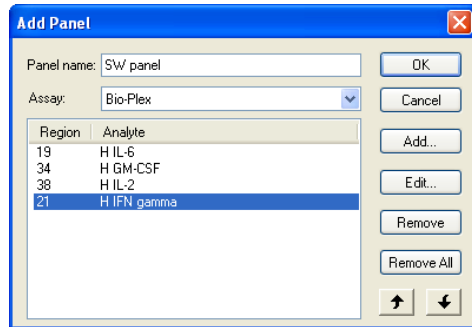 Add Panel
Panel name: SW panel OK
Assay: Bio-Plex Cancel
Region Analyte Add...
19 H IL-6
34 H GM-CSF
38 H IL-2 Edit...
21 H IFN gamma
Remove
Remove All